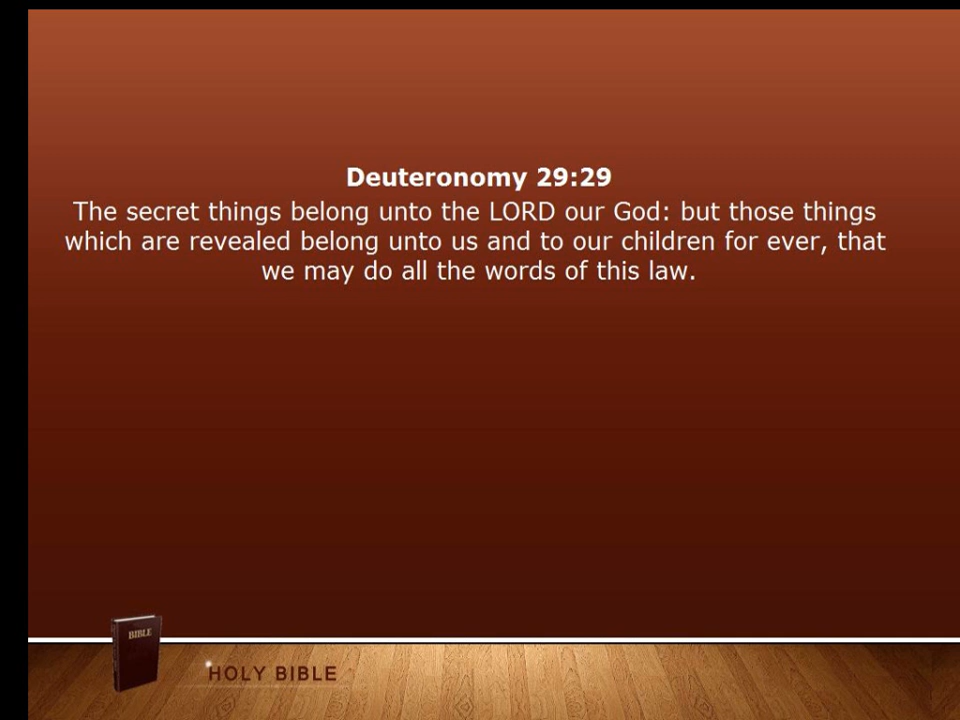 Deuteronomy 29:29
The secret things belong unto the LORD our God: but those things
which are revealed belong unto us and to our children for ever, that
we may do all the words of this law.
BIBLE
HOLY BIBLE